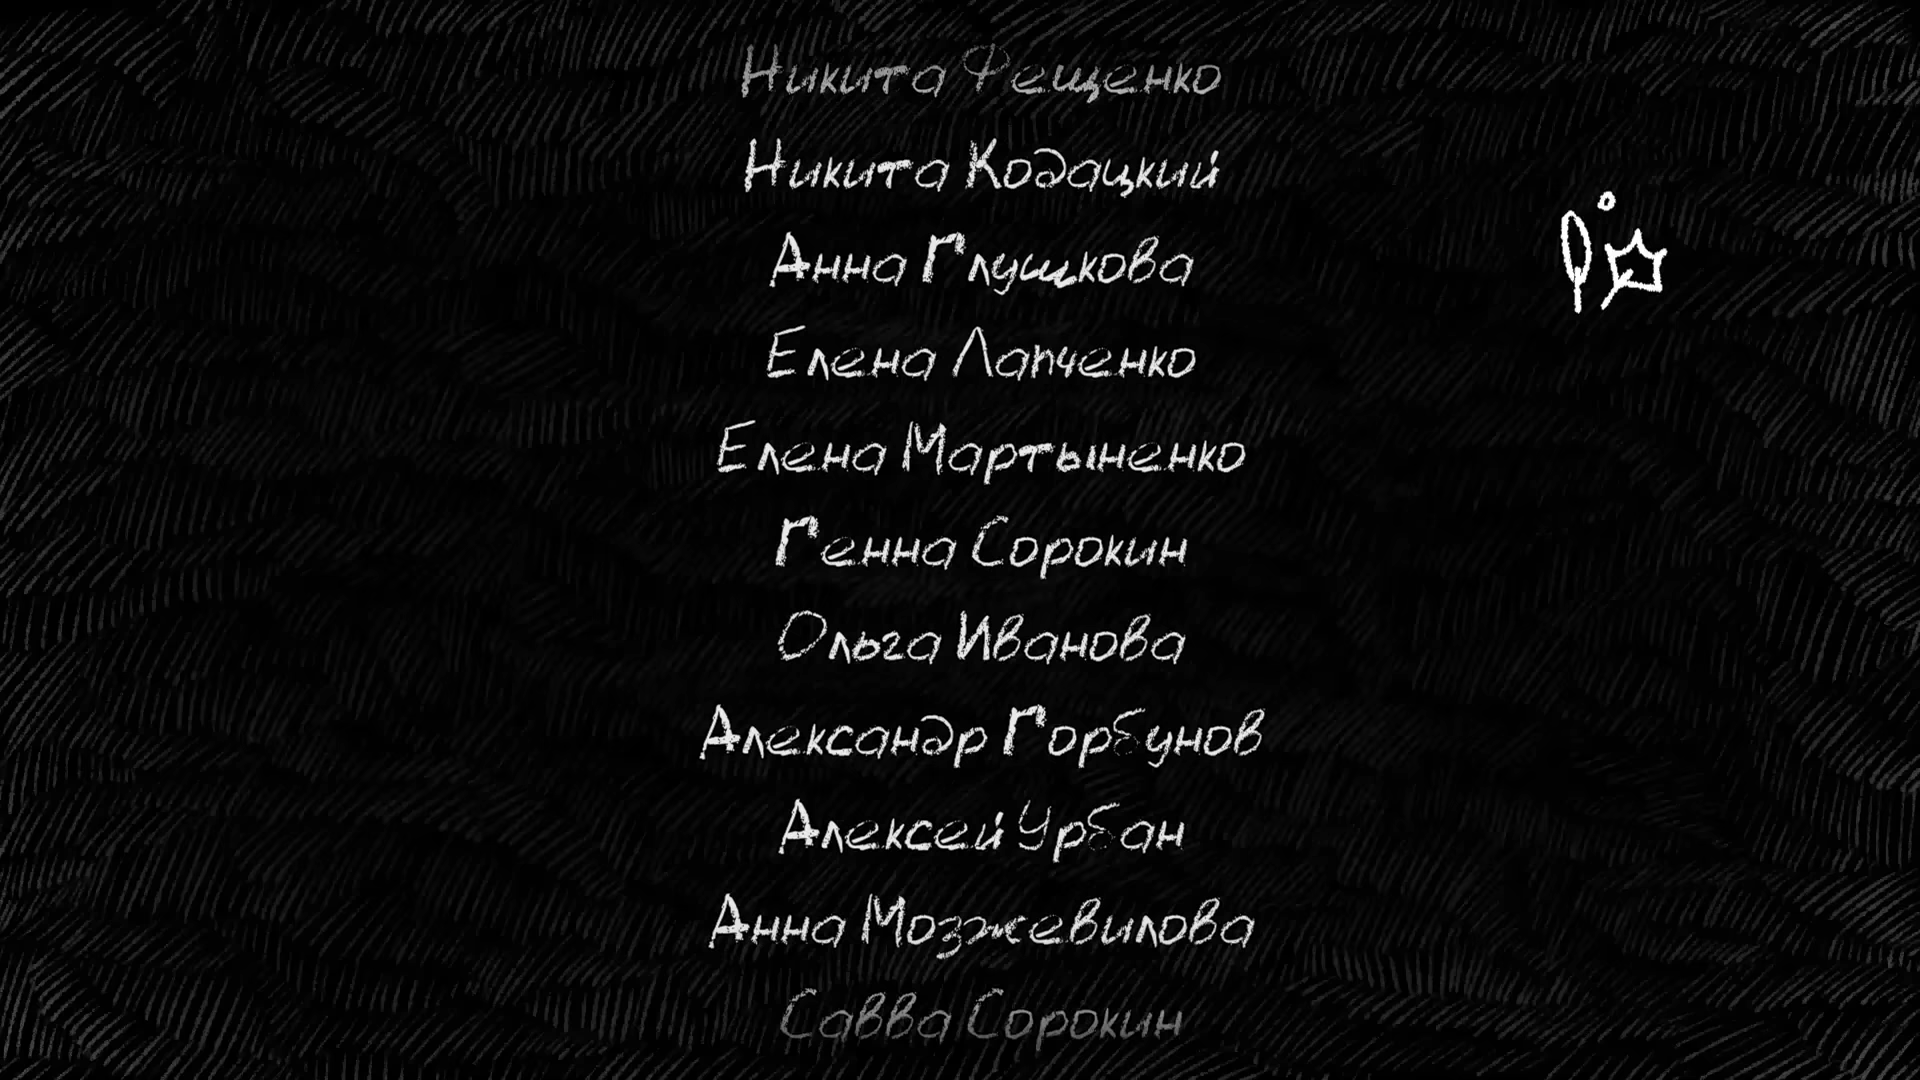 Никита Фещенко
Никита Кодацкий
Анна Глушкова
Елена Лапченко
Елена Мартыненко
Генна Сорокин
Ольга Иванова
Александр Горбунов
Алексей Урбан
Анна Мозжевилова
Савва Сорокин